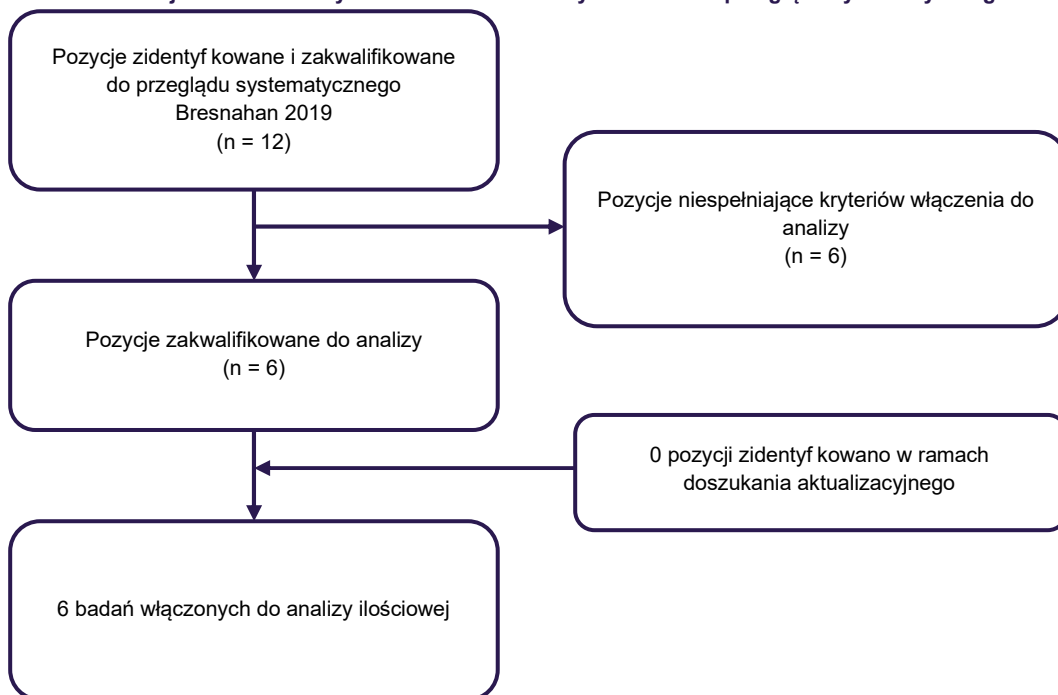 Pozycje zidentyf kowane i zakwalifikowane
do przeglądu systematycznego
Bresnahan 2019
(n = 12)
Pozycje niespełniające kryteriów włączenia do
analizy
(n = 6)
Pozycje zakwalifikowane do analizy
(n = 6)
0 pozycji zidentyf kowano w ramach
doszukania aktualizacyjnego
6 badań włączonych do analizy ilościowej